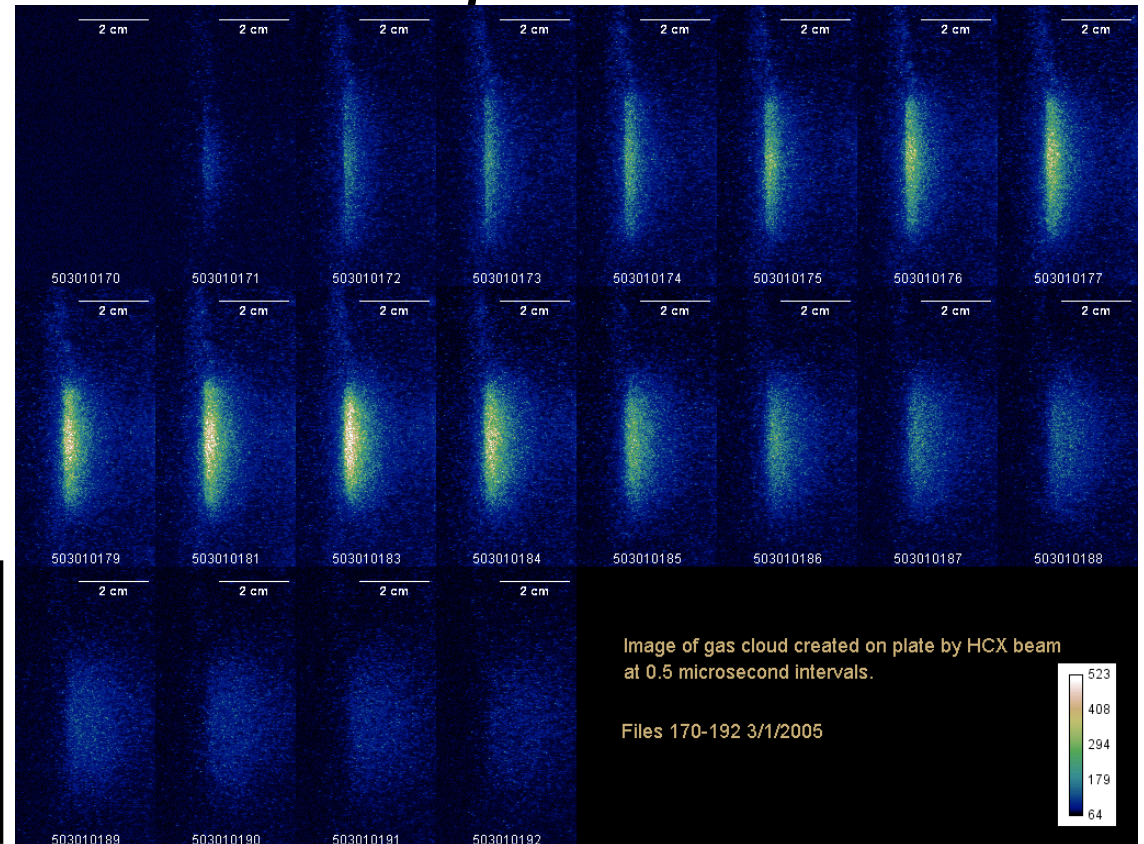 2 cm 2 cm 2 cm 2 cm 2 cm 2 cm 2 cm 2 cm
503010170 503010171 503010172 503010173 503010174 503010175 503010176 503010177
2 cm 2 cm 2 cm 2 cm 2 cm 2 cm 2 cm 2 cm
503010179 503010181 503010183 503010184 503010185 503010186 503010187 503010188
2 cm 2 cm 2 cm 2 cm
503010189 503010190 503010191 503010192
Image of gas cloud created on plate by HCX beam
at 0.5 microsecond intervals.
Files 170-192 3/1/2005
523
408
294
179
64